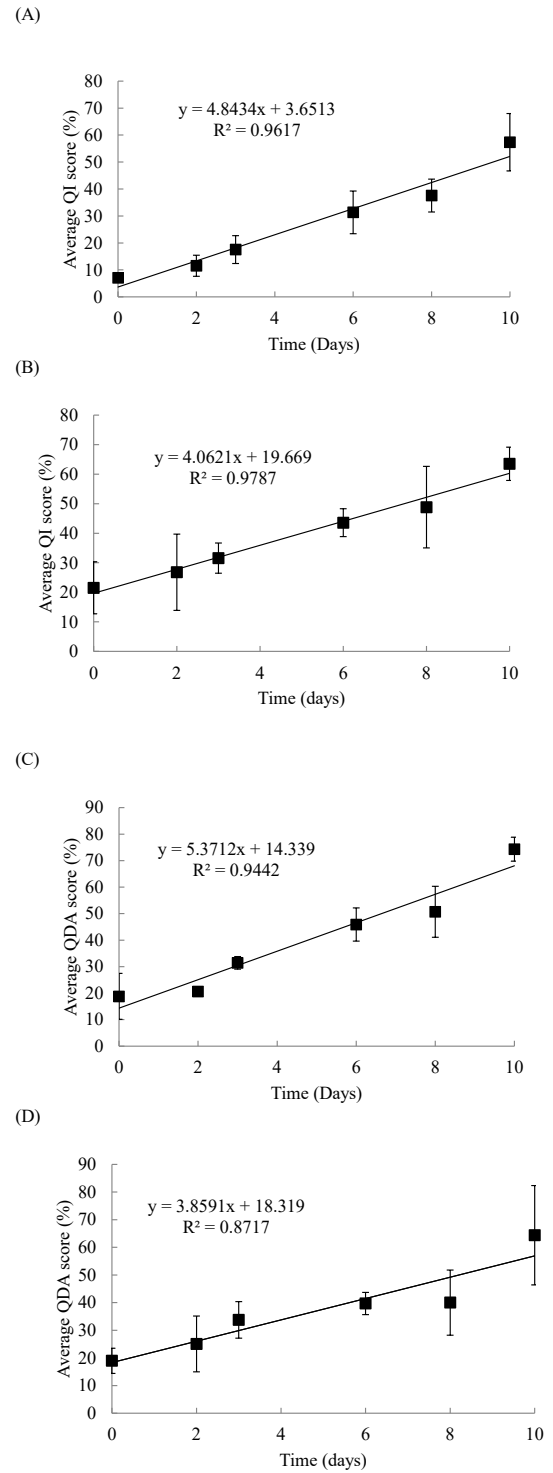 (A)
y = 4.8434x + 3.6513
R² = 0.9617
Average QI score (%)
80
70
60
50
40
30
20
10
0
0 2 4 6 8 10
Time (Days)
(B)
y = 4.0621x + 19.669
R² = 0.9787
Average QI score (%)
80
70
60
50
40
30
20
10
0
0 2 4 6 8 10
Time (days)
(C)
y = 5.3712x + 14.339
R² = 0.9442
Average QDA score (%)
90
80
70
60
50
40
30
20
10
0
0 2 4 6 8 10
Time (Days)
(D)
y = 3.8591x + 18.319
R² = 0.8717
Average QDA score (%)
90
80
70
60
50
40
30
20
10
0
0 2 4 6 8 10
Time (days)